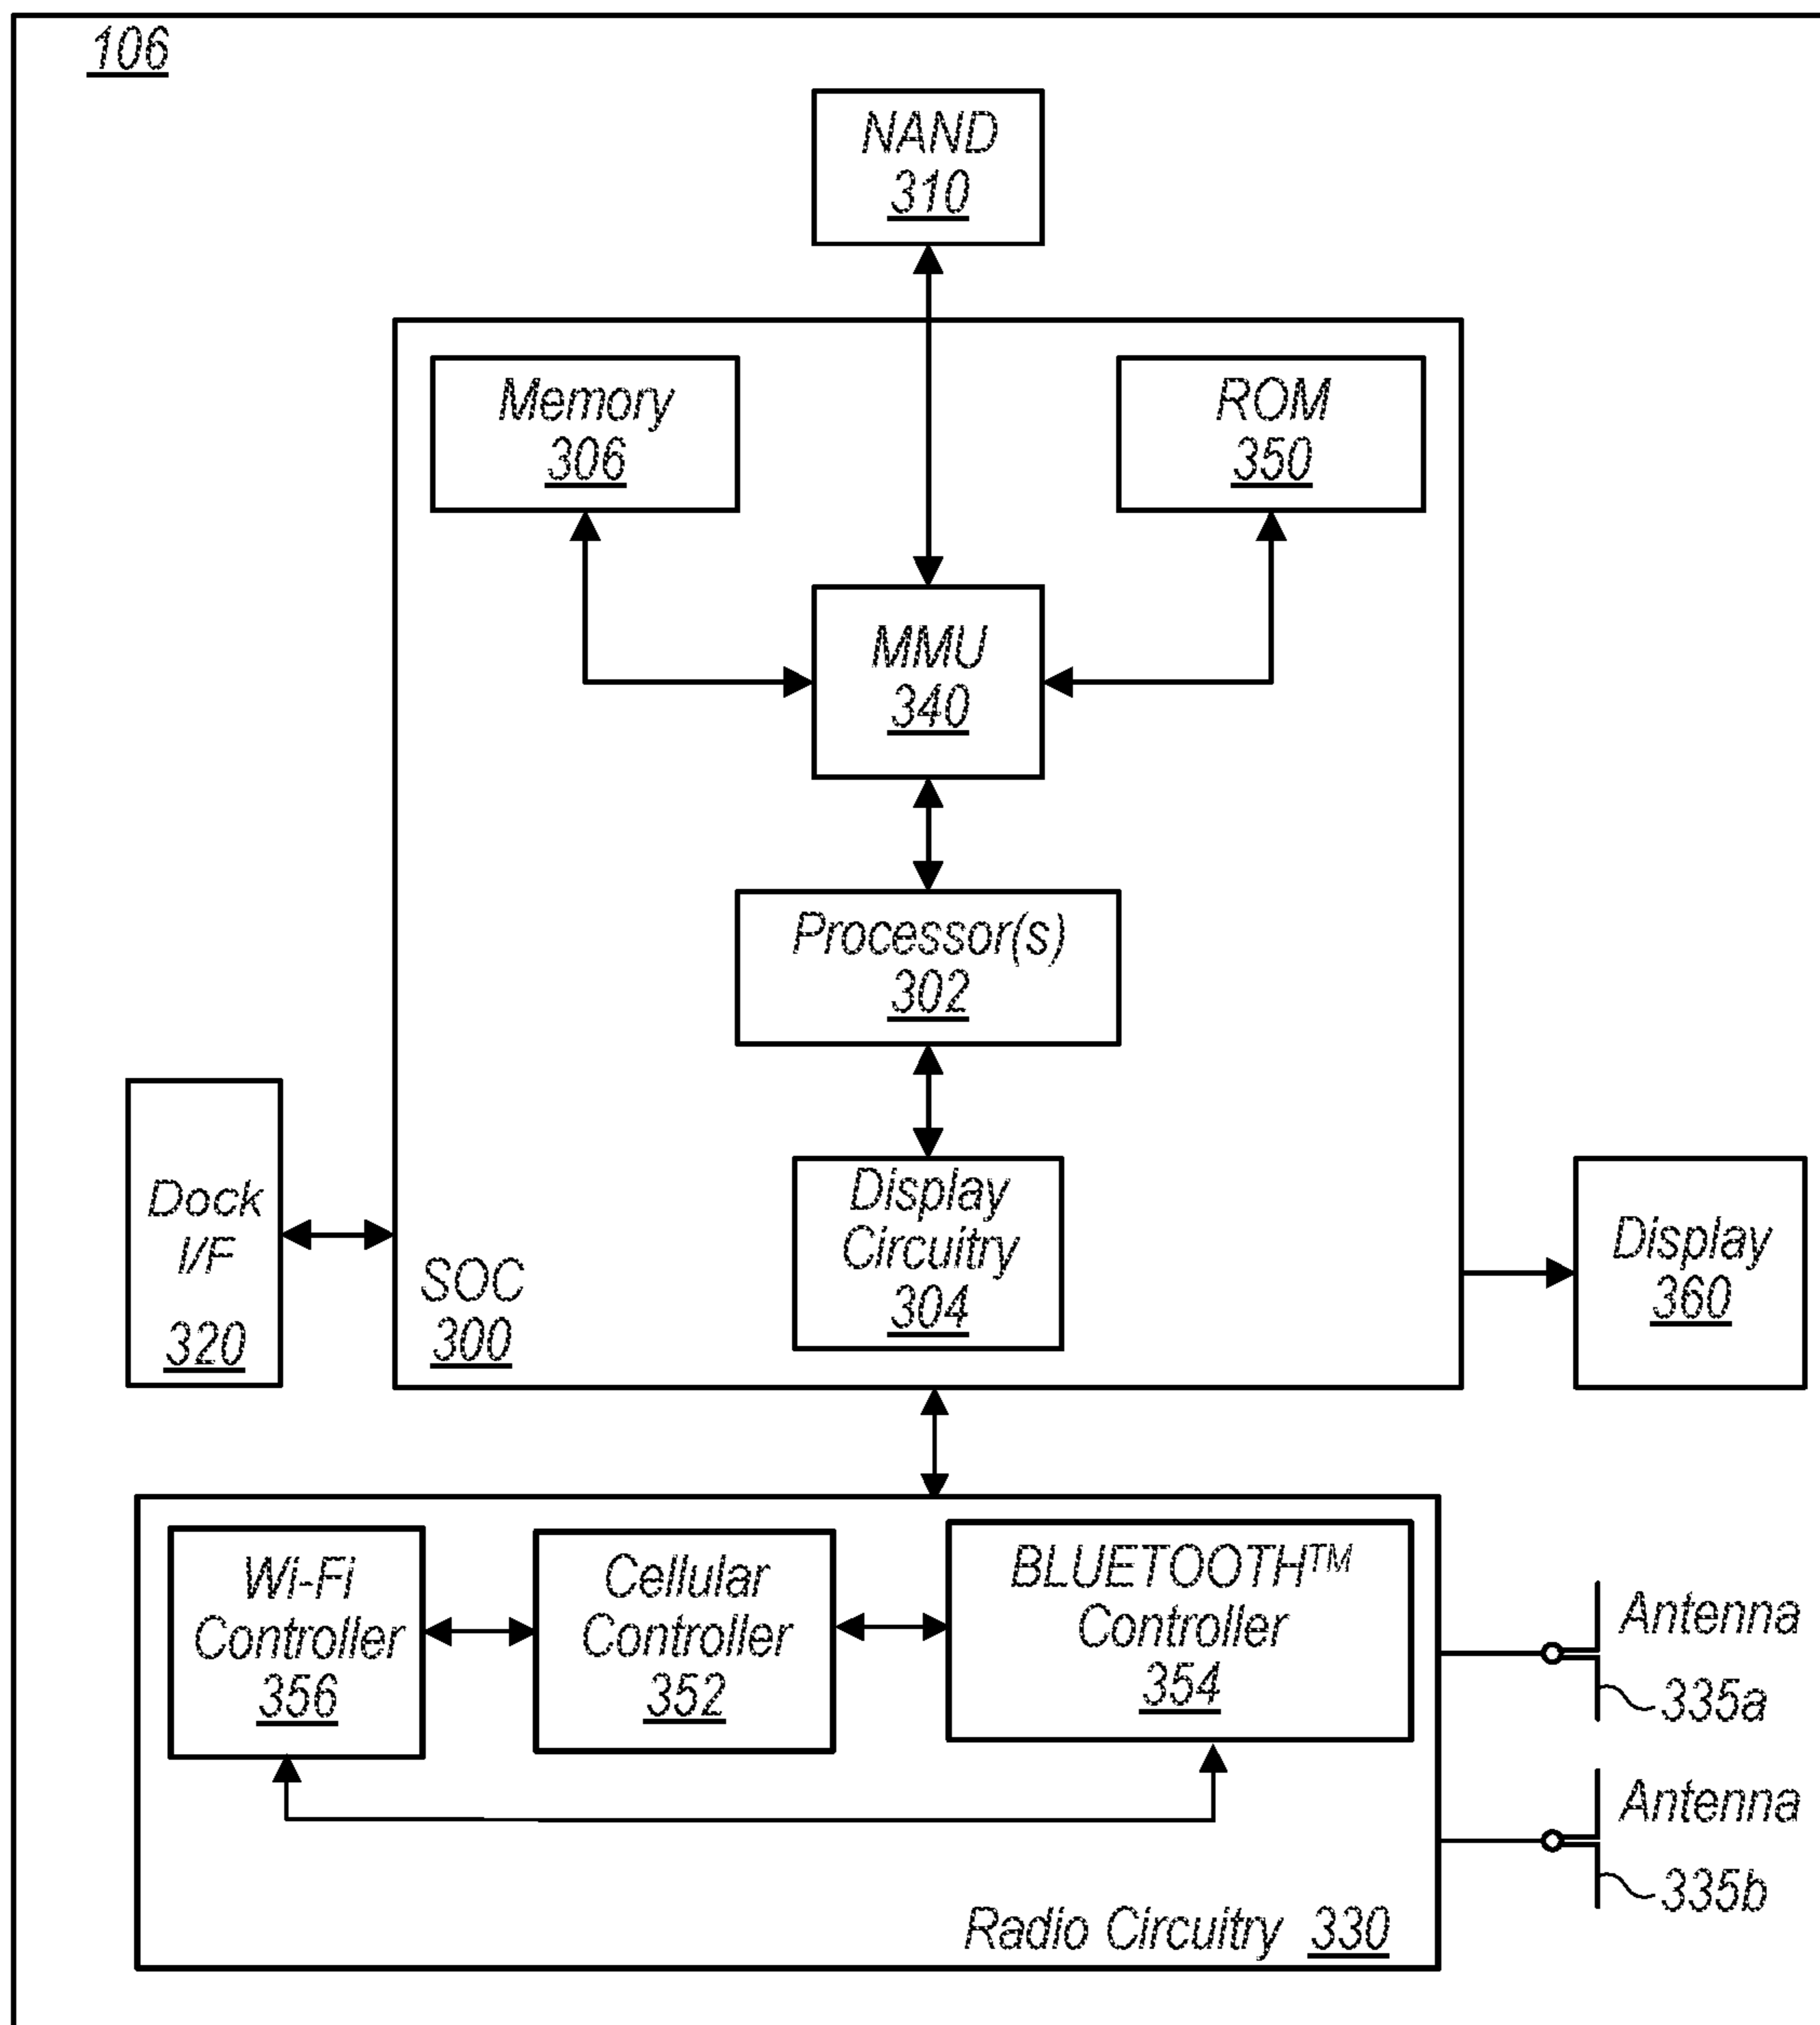 106
NAND
310
Memory
306
ROM
350
MMU
340
Processor(s)
302
Display
Circuitry
304
Dock
I/F
320
SOC
300
Display
360
Wi-Fi
Controller
356
Cellular
Controller
352
BLUETOOTH™
Controller
354
Antenna
335a
Antenna
335b
Radio Circuitry 330